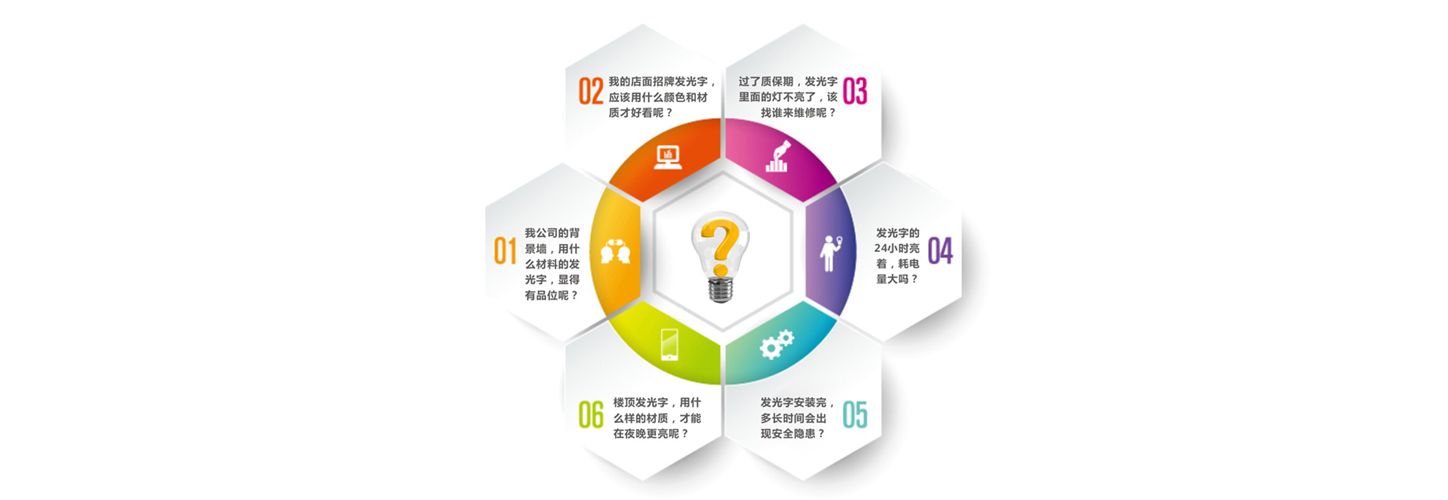 01
我公司的背
景墙，用什
么材料的发
光字，显得
有品位呢？
02
我的店面招牌发光字，
应该用什么颜色和材
质才好看呢？
过了质保期，发光字
里面的灯不亮了，该
找谁来维修呢？
03
发光字的
24小时亮
着，耗电
量大吗？
04
发光字安装完，
多长时间会出
现安全隐患？
05
06
楼顶发光字，用什
么样的材质，才能
在夜晚更亮呢？